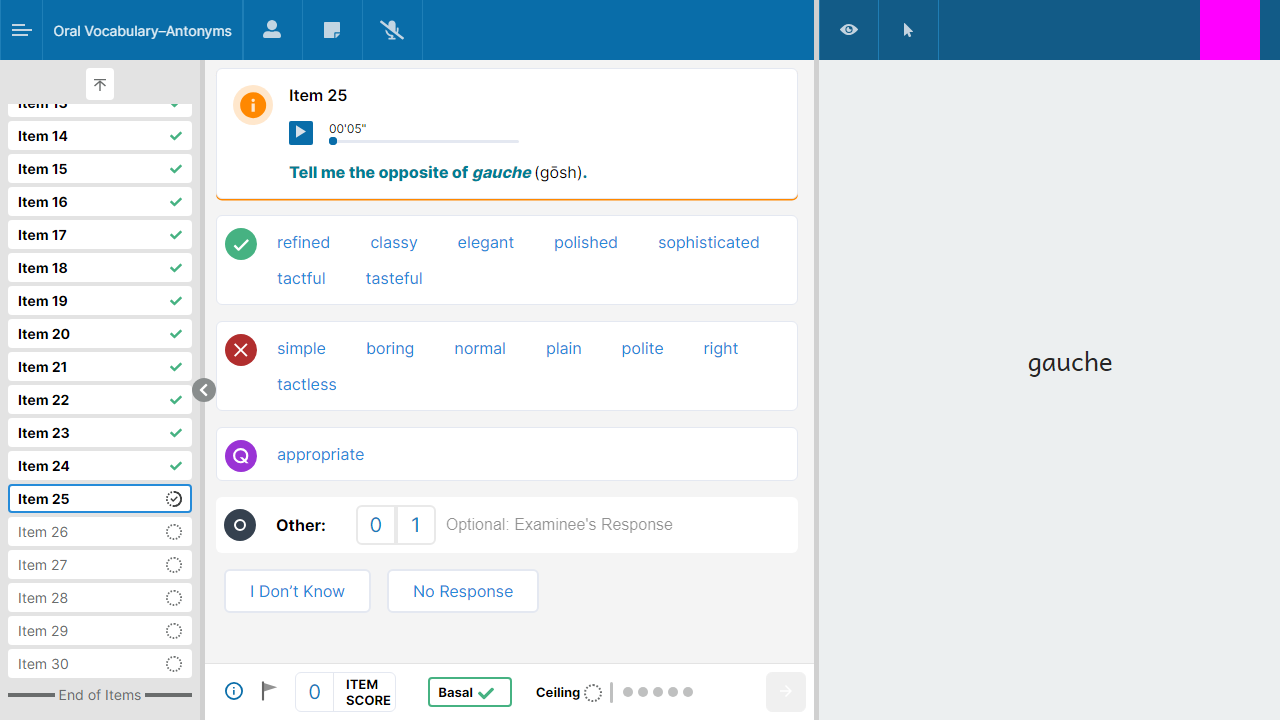 Oral Vocabulary–Antonyms
Item 14
Item 15
Item 16
Item 17
Item 18
Item 19
Item 20
Item 21
Item 22
Item 23
Item 24
Item 25
Item 26
Item 27
Item 28
Item 29
Item 30
End of Items
Item 25
00'05"
Tell me the opposite of gauche (gōsh).
refined classy elegant polished sophisticated
tactful tasteful
simple boring normal plain polite right
tactless
Q appropriate
Other: 0 1 Optional: Examinee's Response
I Don't Know No Response
0 ITEM SCORE Basal Ceiling
gauche